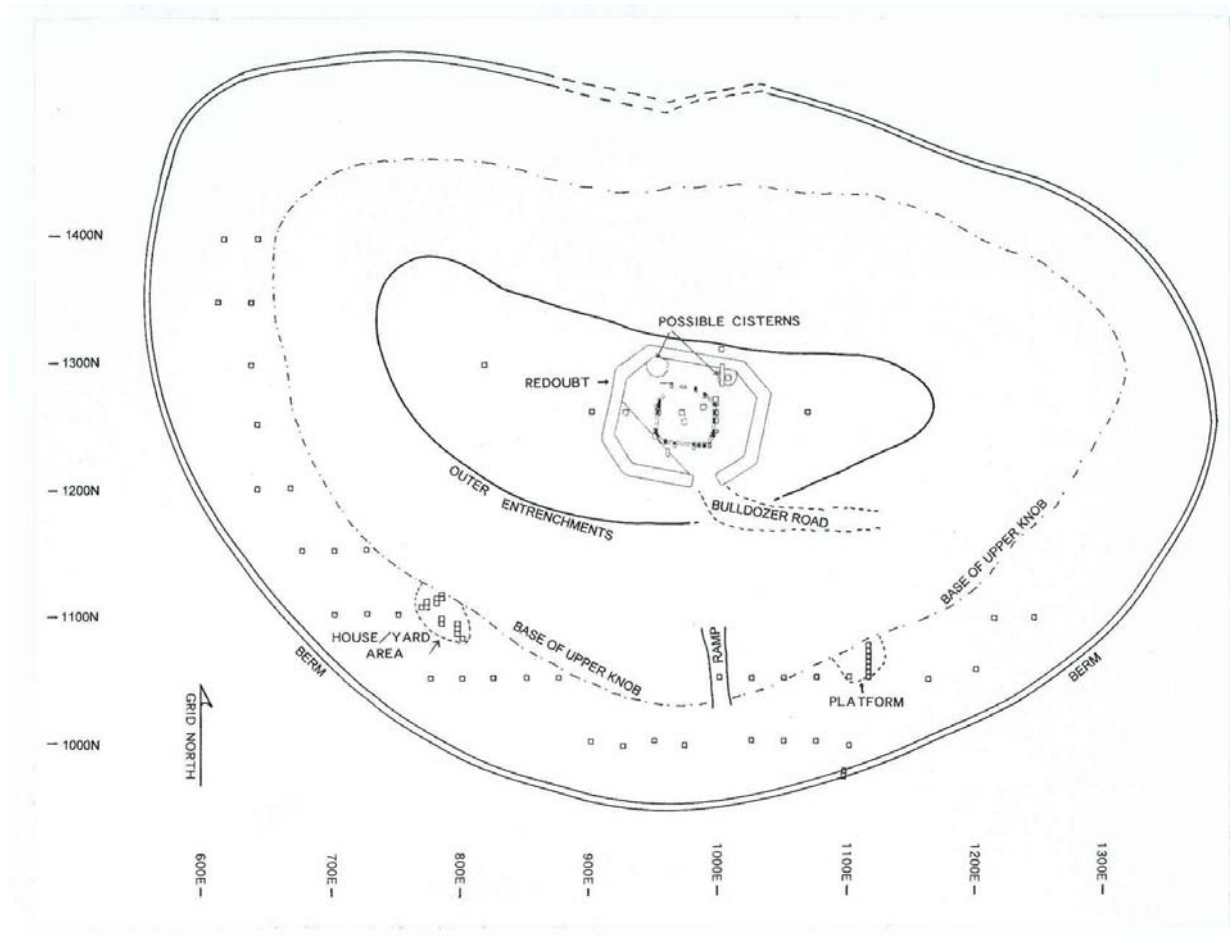 — 1400N
POSSIBLE CISTERNS
— 1300N
REDOUBT →
— 1200N
OUTER ENTRENCHMENTS
BULLDOZER ROAD
BASE OF UPPER KNOB
— 1100N
HOUSE/YARD
AREA
BERM
BASE OF UPPER KNOB
RAMP
BERM
PLATFORM
— 1000N
GRID NORTH
600E —
700E —
800E —
900E —
1000E —
1100E —
1200E —
1300E —